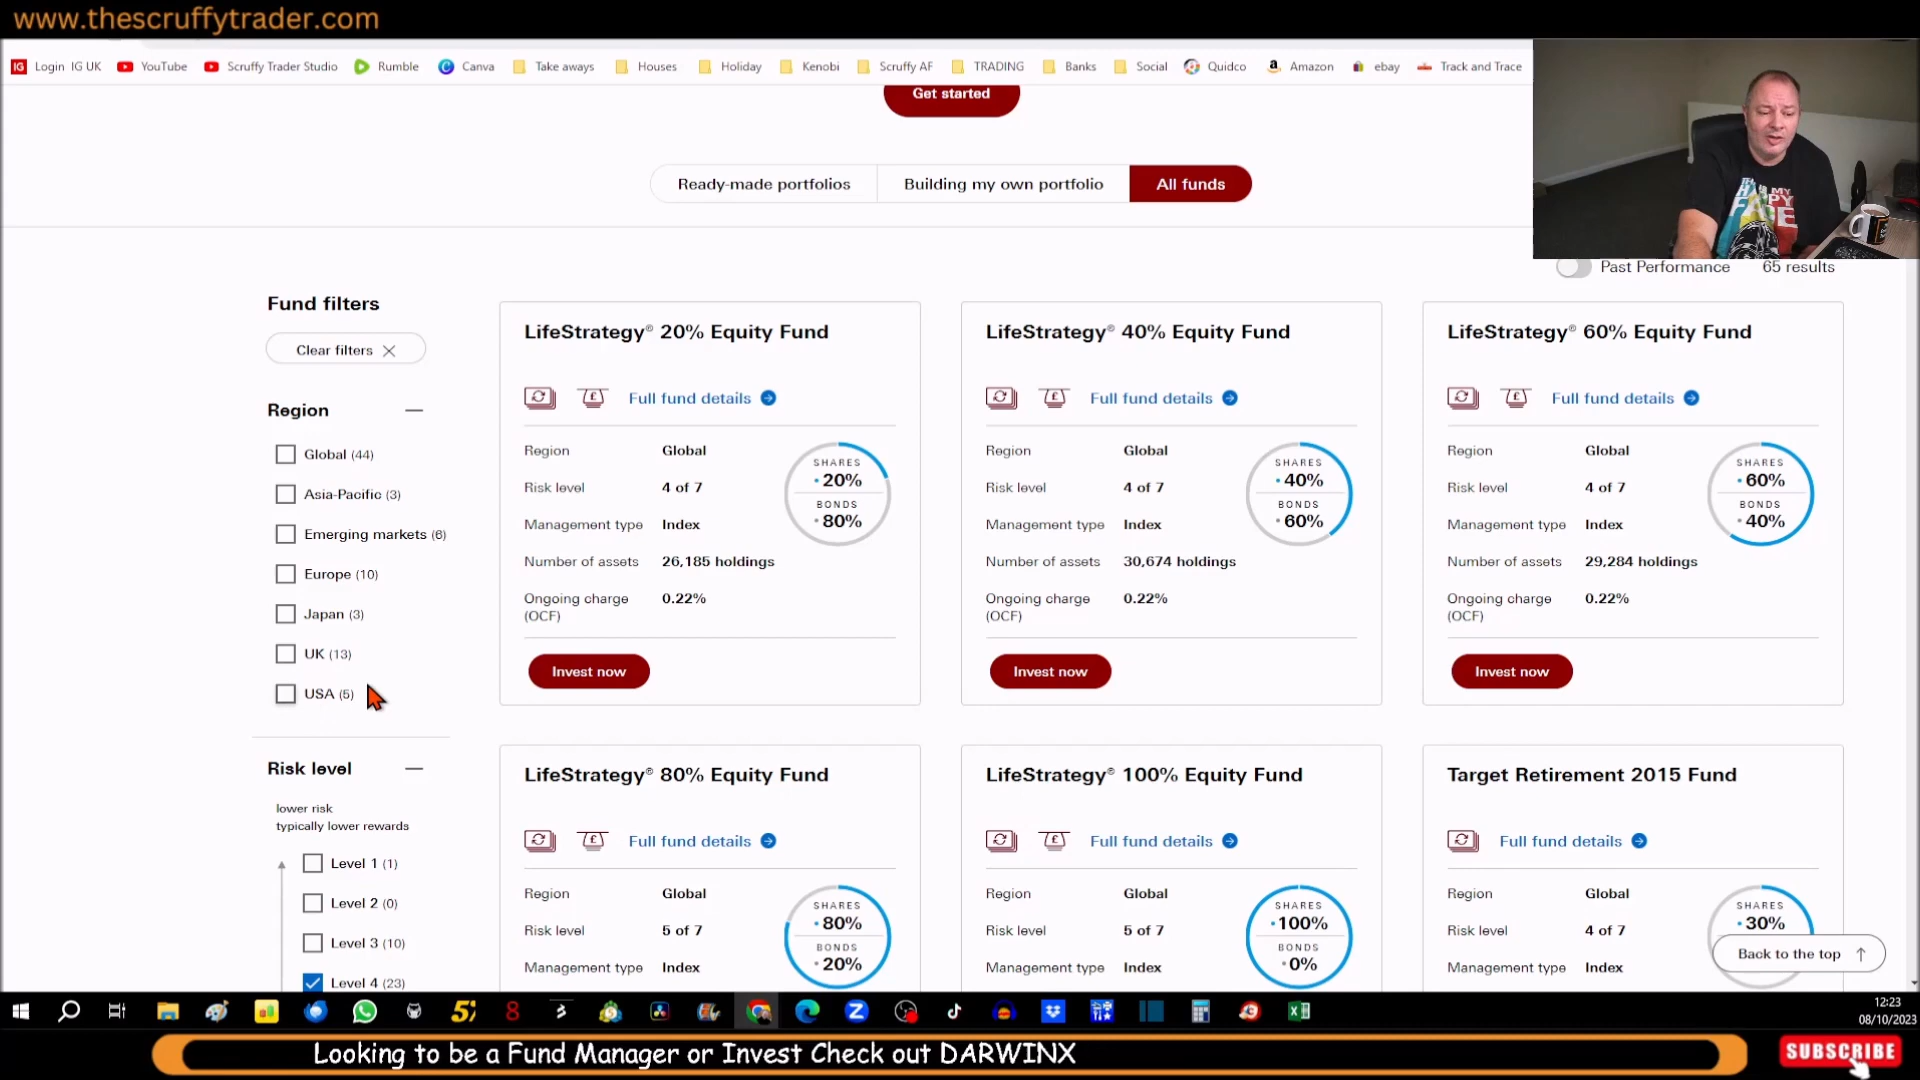 www.thescruffytrader.com
IG Login IG UK YouTube Scruffy Trader Studio Rumble Canva Take aways Houses Holiday Kenobi Scruffy AF TRADING Banks Social Quidco Amazon ebay Track and Trace
Get started
Ready-made portfolios Building my own portfolio All funds
Past Performance 65 results
Fund filters
Clear filters
Region
Global (44)
Asia-Pacific (3)
Emerging markets (6)
Europe (10)
Japan (3)
UK (13)
USA (5)
Risk level
lower risk
typically lower rewards
Level 1 (1)
Level 2 (0)
Level 3 (10)
Level 4 (23)
LifeStrategy® 20% Equity Fund
Full fund details
Region Global
Risk level 4 of 7
Management type Index
Number of assets 26,185 holdings
Ongoing charge 0.22%
(OCF)
SHARES
20%
BONDS
80%
Invest now
LifeStrategy® 40% Equity Fund
Full fund details
Region Global
Risk level 4 of 7
Management type Index
Number of assets 30,674 holdings
Ongoing charge 0.22%
(OCF)
SHARES
40%
BONDS
60%
Invest now
LifeStrategy® 60% Equity Fund
Full fund details
Region Global
Risk level 4 of 7
Management type Index
Number of assets 29,284 holdings
Ongoing charge 0.22%
(OCF)
SHARES
60%
BONDS
40%
Invest now
LifeStrategy® 80% Equity Fund
Full fund details
Region Global
Risk level 5 of 7
Management type Index
SHARES
80%
BONDS
20%
LifeStrategy® 100% Equity Fund
Full fund details
Region Global
Risk level 5 of 7
Management type Index
SHARES
100%
BONDS
0%
Target Retirement 2015 Fund
Full fund details
Region Global
Risk level 4 of 7
Management type Index
SHARES
30%
Back to the top
12:23
08/10/2023
Looking to be a Fund Manager or Invest Check out DARWINX
SUBSCRIBE